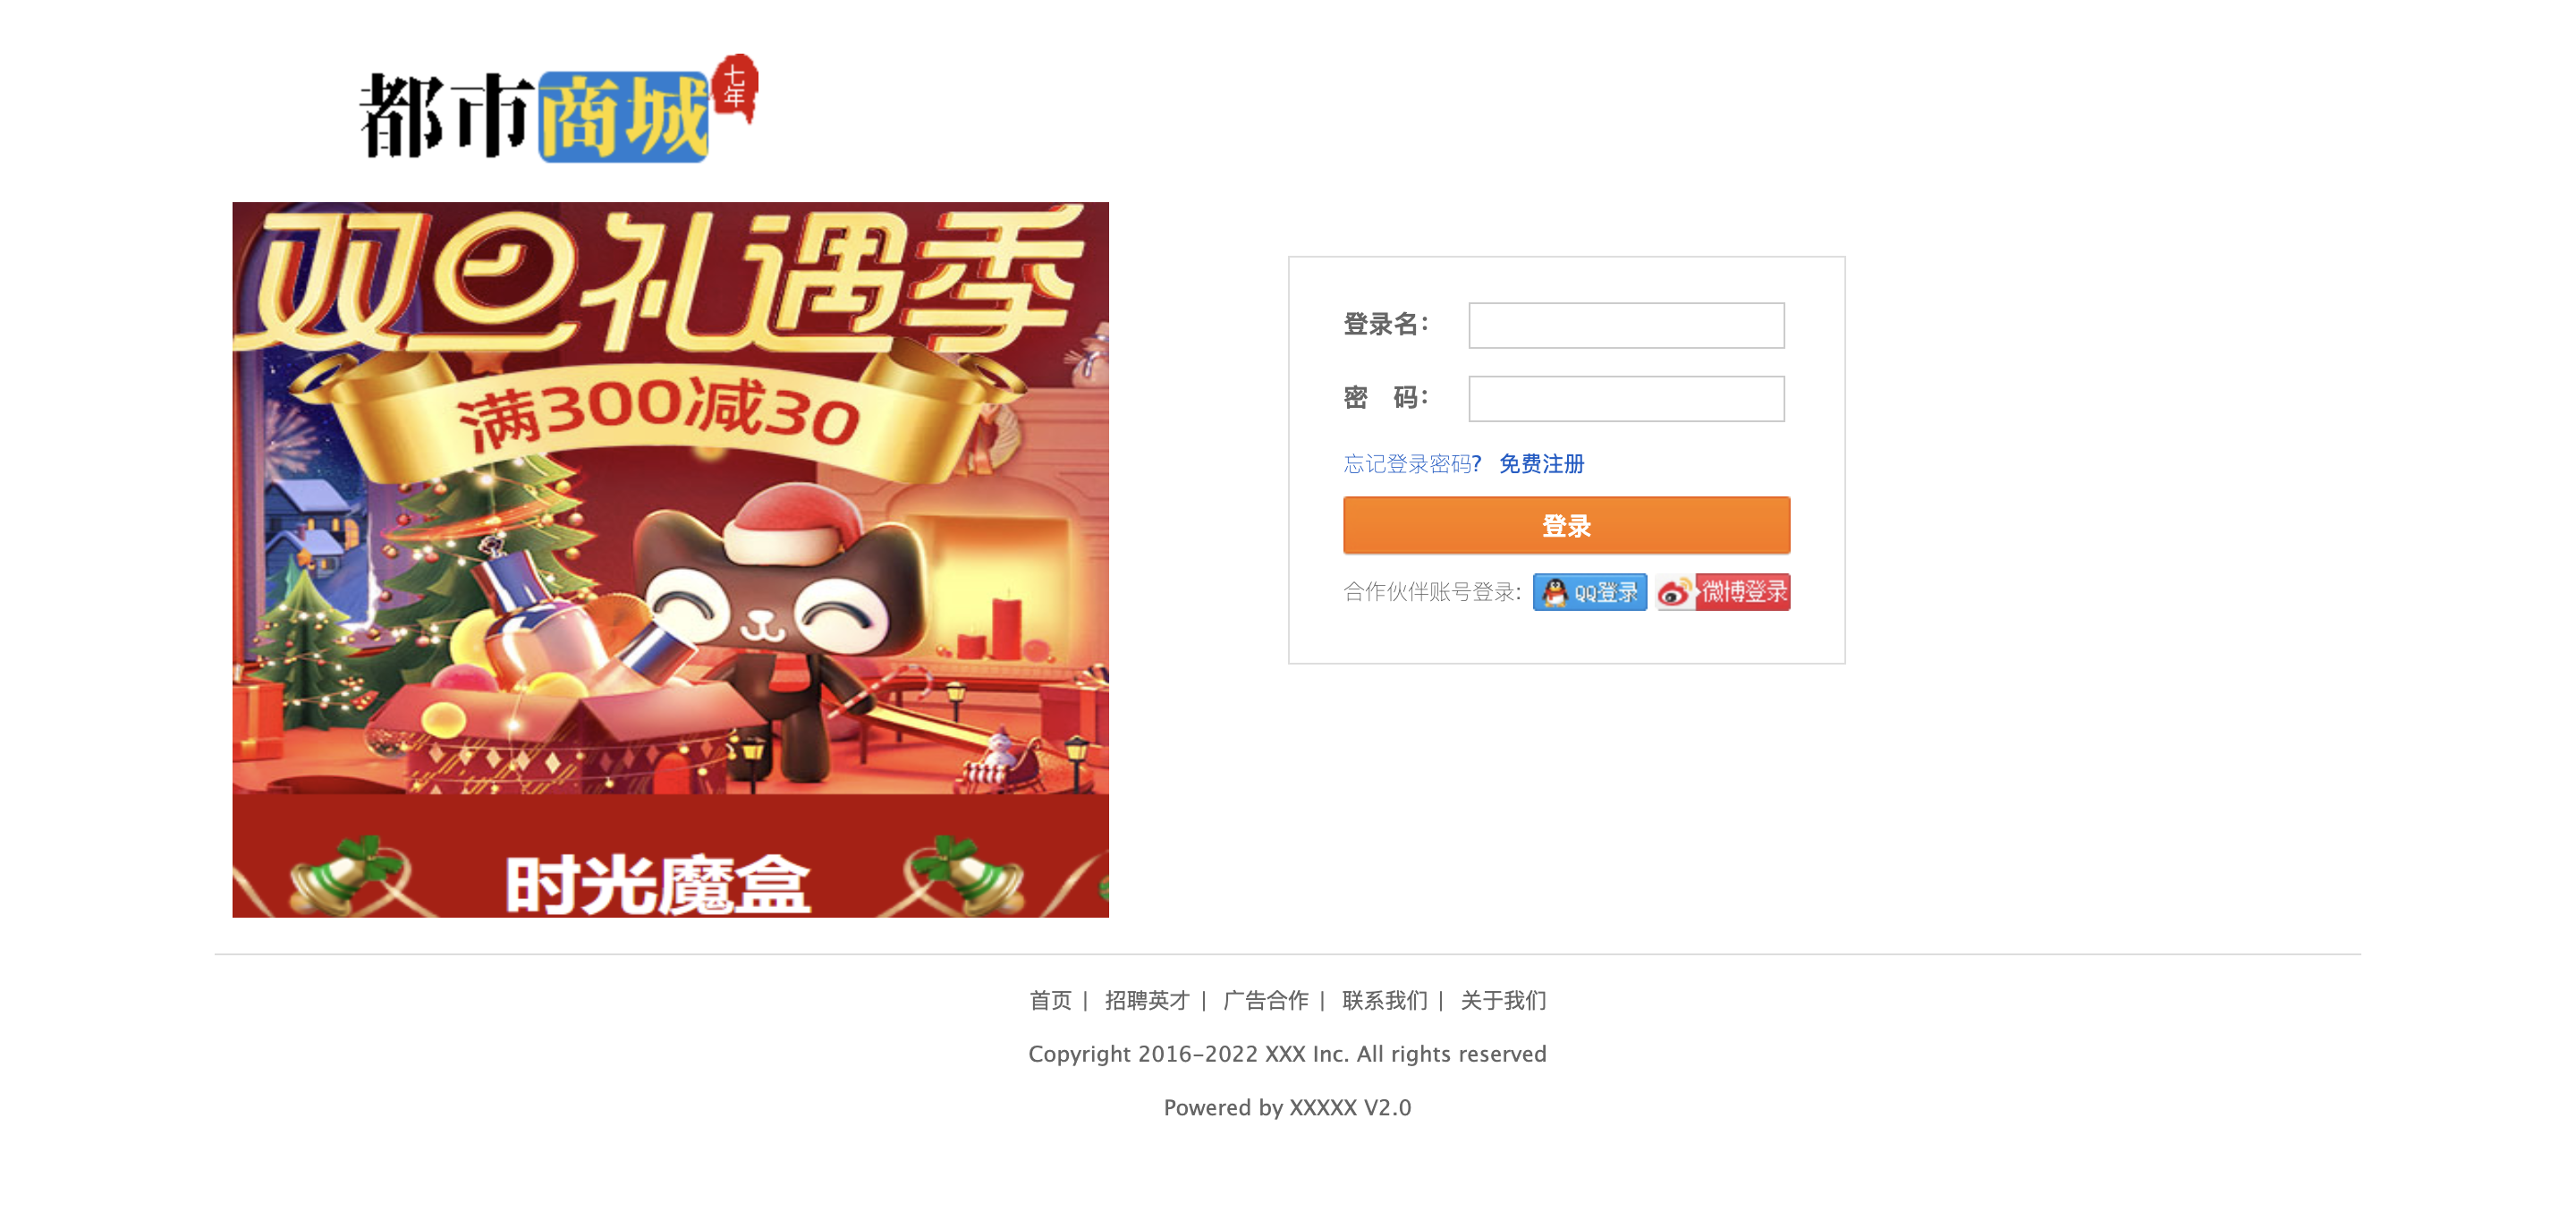 都市商城
七年
双旦礼遇季
满300减30
时光魔盒
登录名：
密 码：
忘记登录密码? 免费注册
登录
合作伙伴账号登录: QQ登录 微博登录
首页 | 招聘英才 | 广告合作 | 联系我们 | 关于我们
Copyright 2016-2022 XXX Inc. All rights reserved
Powered by XXXXX V2.0